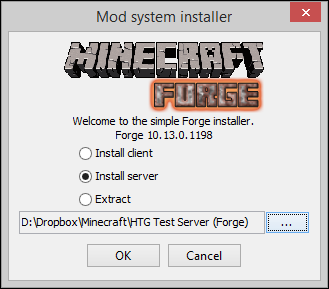 Mod system installer
MINECRAFT
FORGE
Welcome to the simple Forge installer.
Forge 10.13.0.1198
Install client
Install server
Extract
D:\Dropbox\Minecraft\HTG Test Server (Forge) ...
OK Cancel